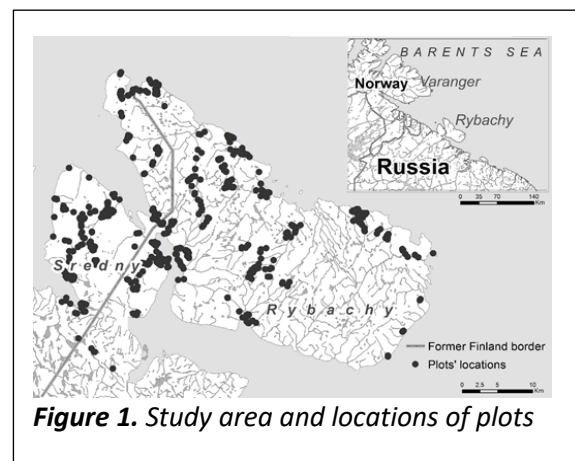 BARENTS SEA
Norway
Varanger
Rybachy
Russia
0 35 70 140
Km
Sredny
Rybachy
Former Finland border
Plots' locations
0 2.5 5 10
Km
Figure 1. Study area and locations of plots